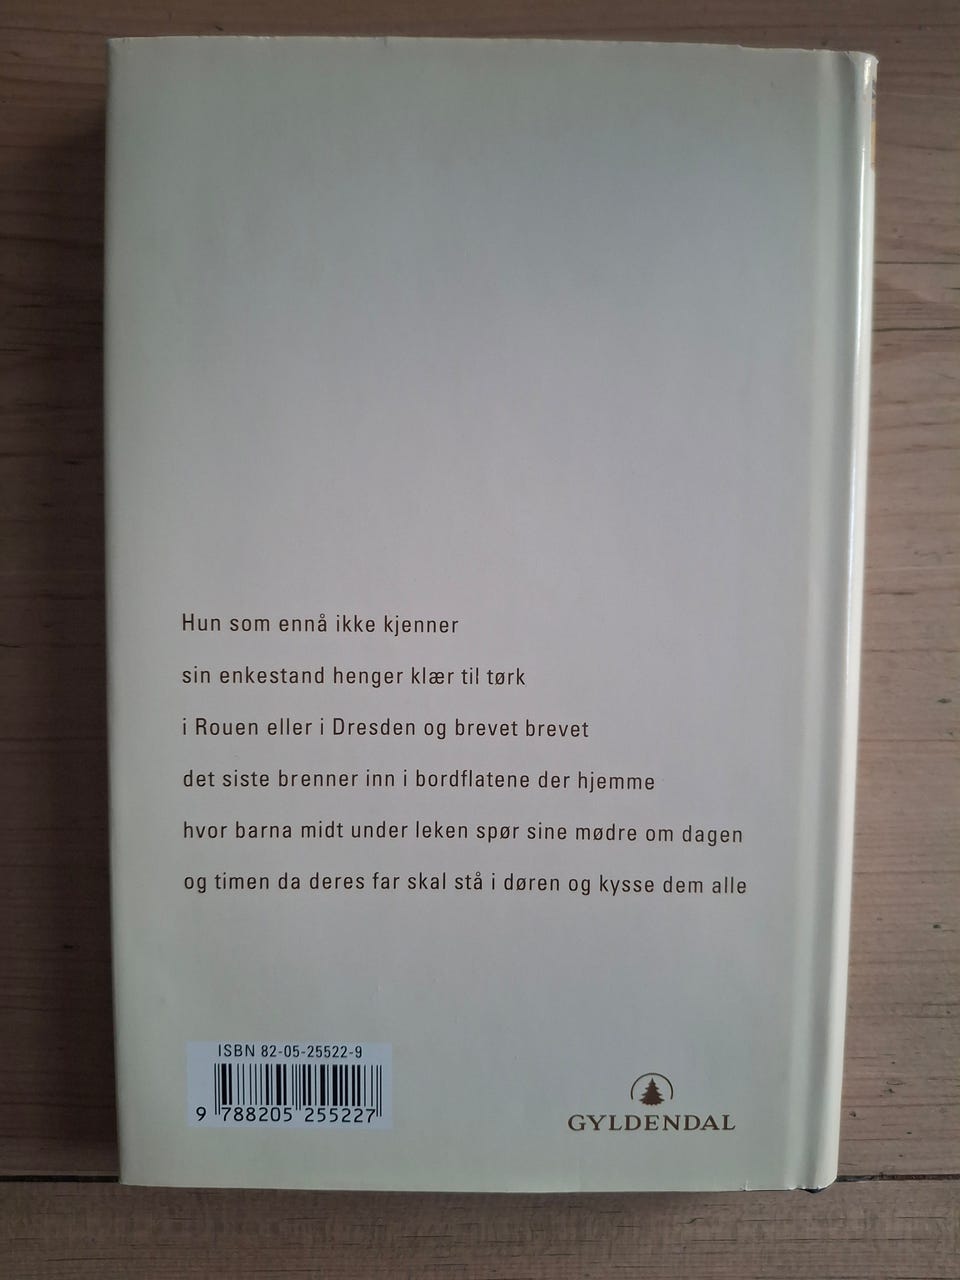 Hun som ennå ikke kjenner
sin enkestand henger klær til tørk
i Rouen eller i Dresden og brevet brevet
det siste brenner inn i bordflatene der hjemme
hvor barna midt under leken spør sine mødre om dagen
og timen da deres far skal stå i døren og kysse dem alle
ISBN 82-05-25522-9
9 788205 255227
GYLDENDAL